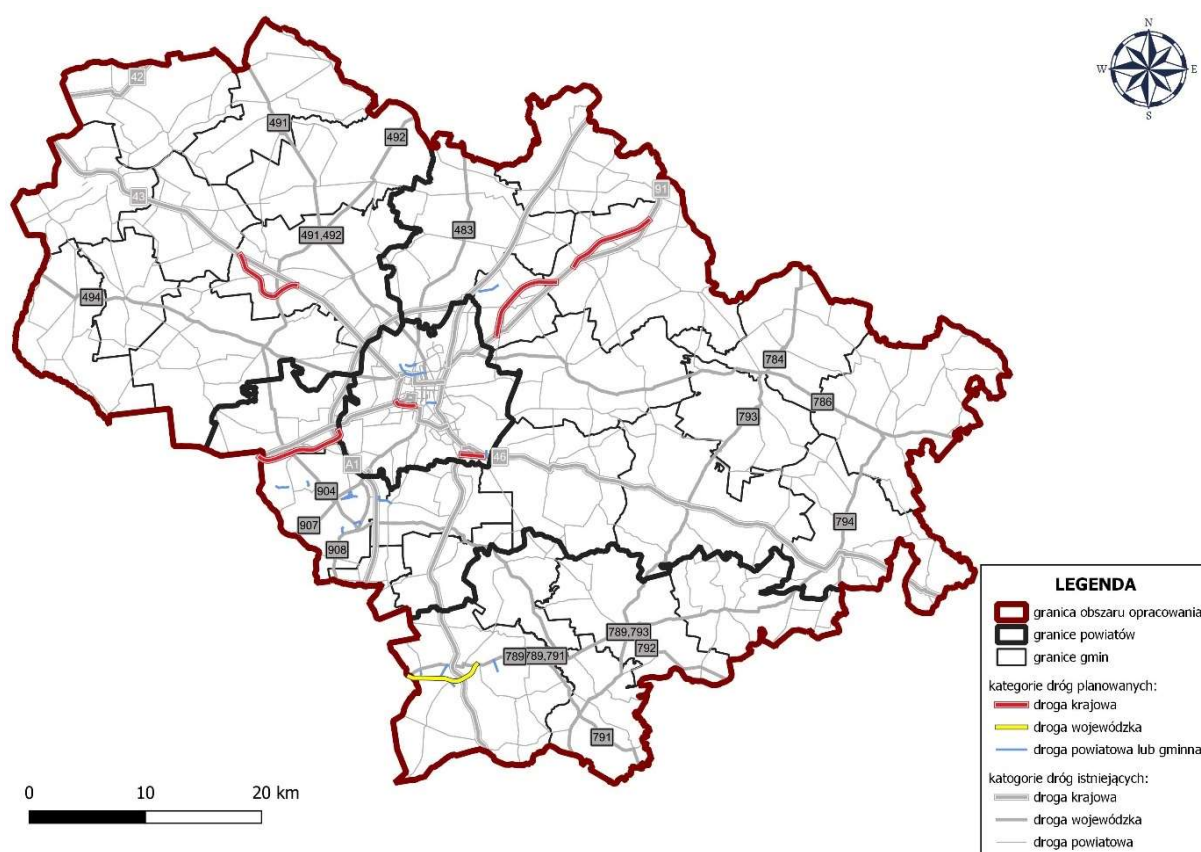 N
W
E
S
42
491
492
91
43
483
491,492
494
784
793
786
46
A1
904
794
907
908
789,793
789
789,791
792
791
0 10 20 km
LEGENDA
granica obszaru opracowania
granice powiatów
granice gmin
kategorie dróg planowanych:
droga krajowa
droga wojewódzka
droga powiatowa lub gminna
katogorie dróg istniejących:
droga krajowa
droga wojewódzka
droga powiatowa